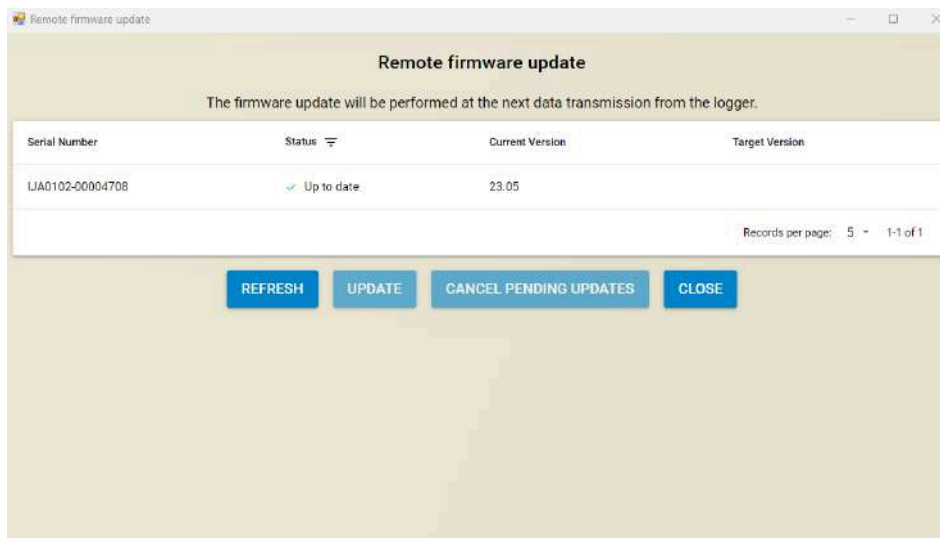 Remote firmware update
Remote firmware update
The firmware update will be performed at the next data transmission from the logger.
Serial Number Status Current Version Target Version
IJA0102-00004708 Up to date 23.05
Records per page: 5 1-1 of 1
REFRESH UPDATE CANCEL PENDING UPDATES CLOSE